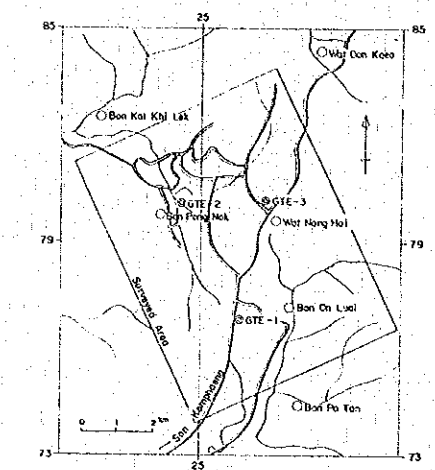 25
85
85
Wat Don Kaeo
Ban Kai Khi Lak
GTE-2
GTE-3
San Pong Nok
Wat Nong Hoi
79
79
Surveyed Area
Ban On Luai
GTE-1
San Kamphaeng
Ban Pa Tan
0 1 2 km
73
73
25